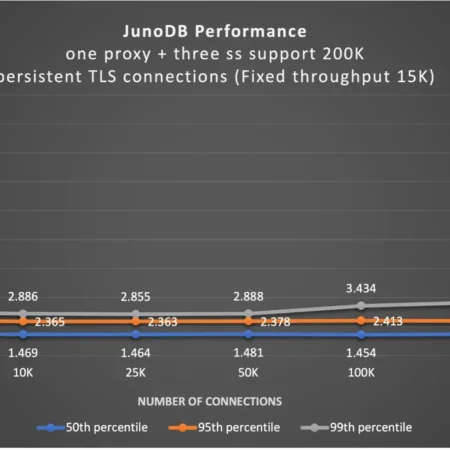 JunoDB Performance
one proxy + three ss support 200K
persistent TLS connections (Fixed throughput 15K)
2.886 2.855 2.888 3.434
2.365 2.363 2.378 2.413
1.469 1.464 1.481 1.454
10K 25K 50K 100K
NUMBER OF CONNECTIONS
50th percentile 95th percentile 99th percentile